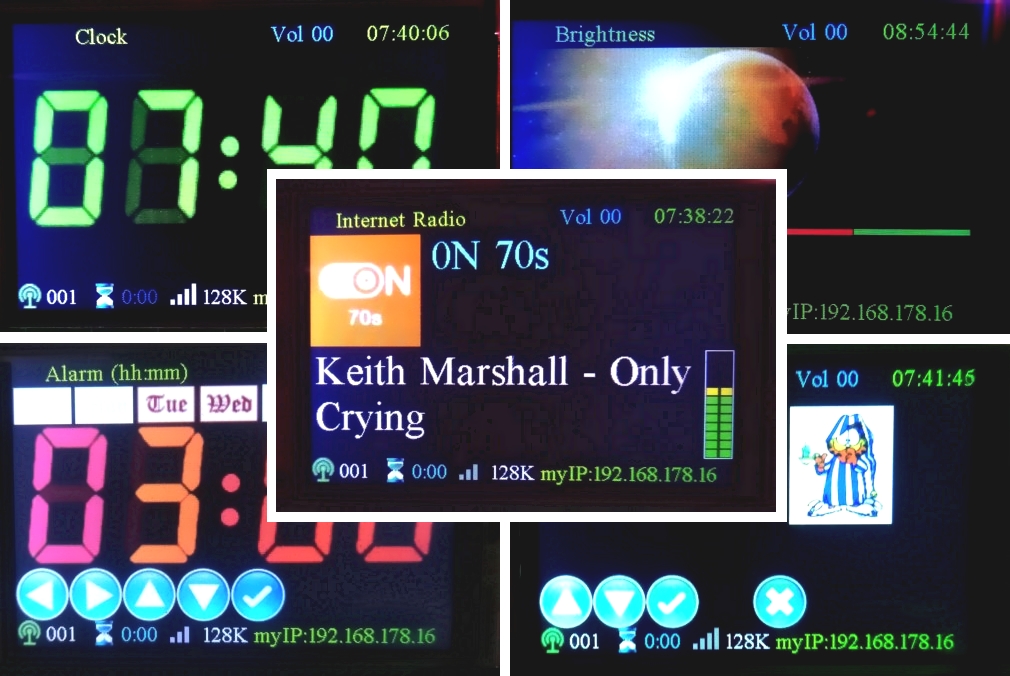 Clock Vol 00 07:40:06
07:47
001 0:00 128K m
Brightness Vol 00 08:54:44
yIP:192.168.178.16
Internet Radio Vol 00 07:38:22
ON
70s
0N 70s
Keith Marshall - Only
Crying
001 0:00 128K myIP:192.168.178.16
Alarm (hh:mm)
Tue Wed
03:00
001 0:00 128K myIP:192.168.178.16
Vol 00 07:41:45
001 0:00 128K myIP:192.168.178.16